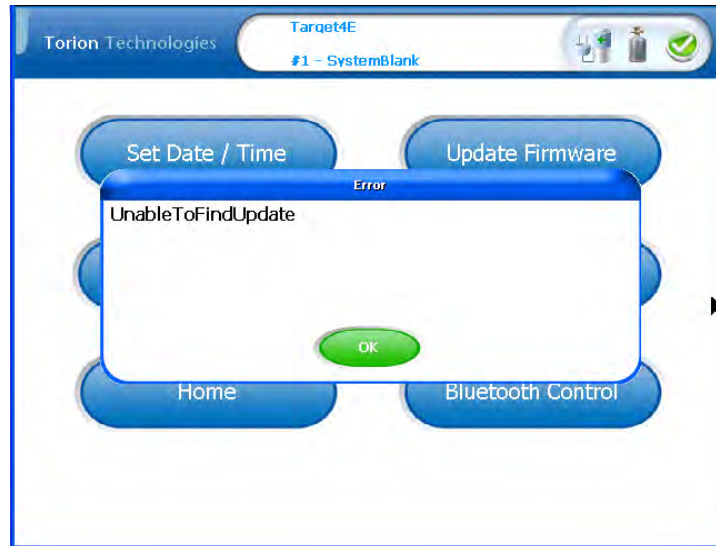 Torion Technologies
Target4E
#1 - SystemBlank
Set Date / Time
Update Firmware
Error
UnableToFindUpdate
OK
Home
Bluetooth Control